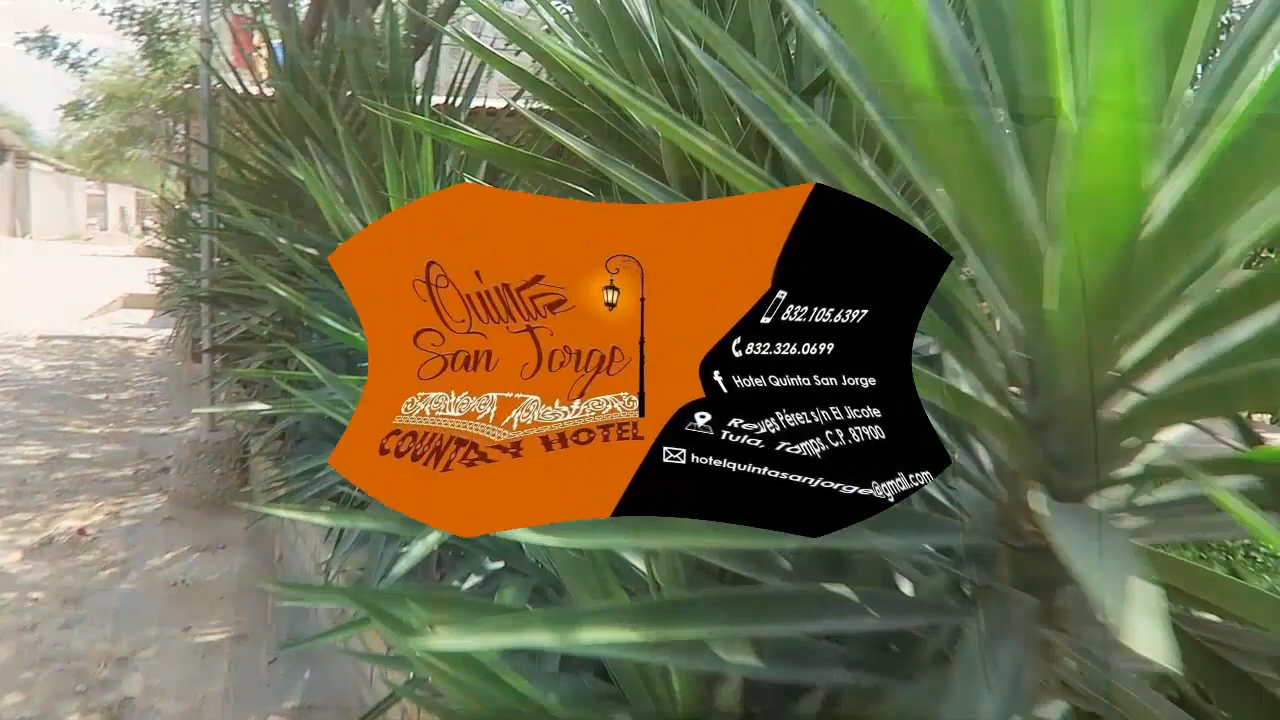 Quinta
San Jorge
COUNTRY HOTEL
832.105.6397
832.326.0699
Hotel Quinta San Jorge
Reyes Pérez s/n El Jicote
Tula, Tamps. C.P. 87900
hotelquintasanjorge@gmail.com